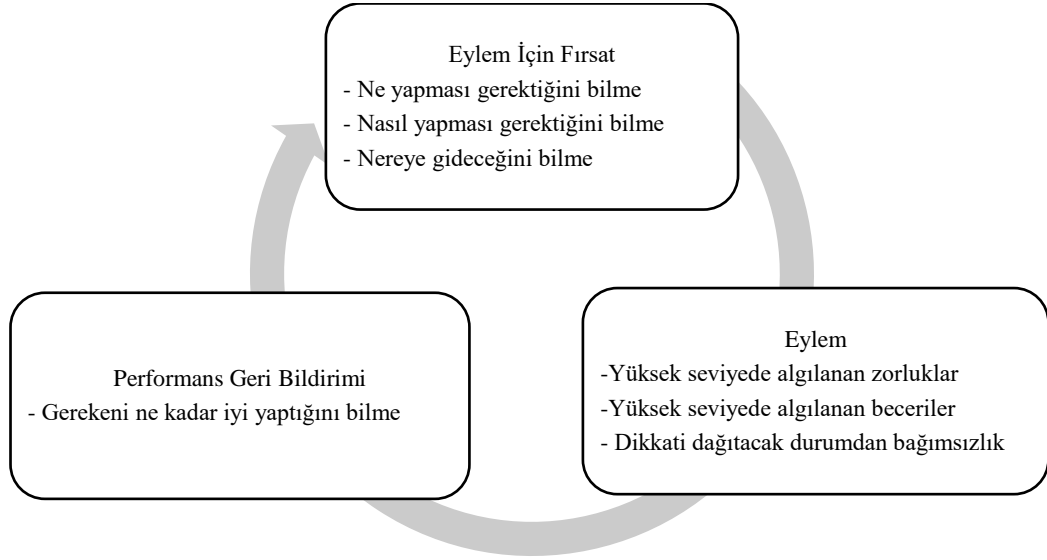 Eylem İçin Fırsat
- Ne yapması gerektiğini bilme
- Nasıl yapması gerektiğini bilme
- Nereye gideceğini bilme
Performans Geri Bildirimi
- Gerekeni ne kadar iyi yaptığını bilme
Eylem
-Yüksek seviyede algılanan zorluklar
-Yüksek seviyede algılanan beceriler
- Dikkati dağıtacak durumdan bağımsızlık